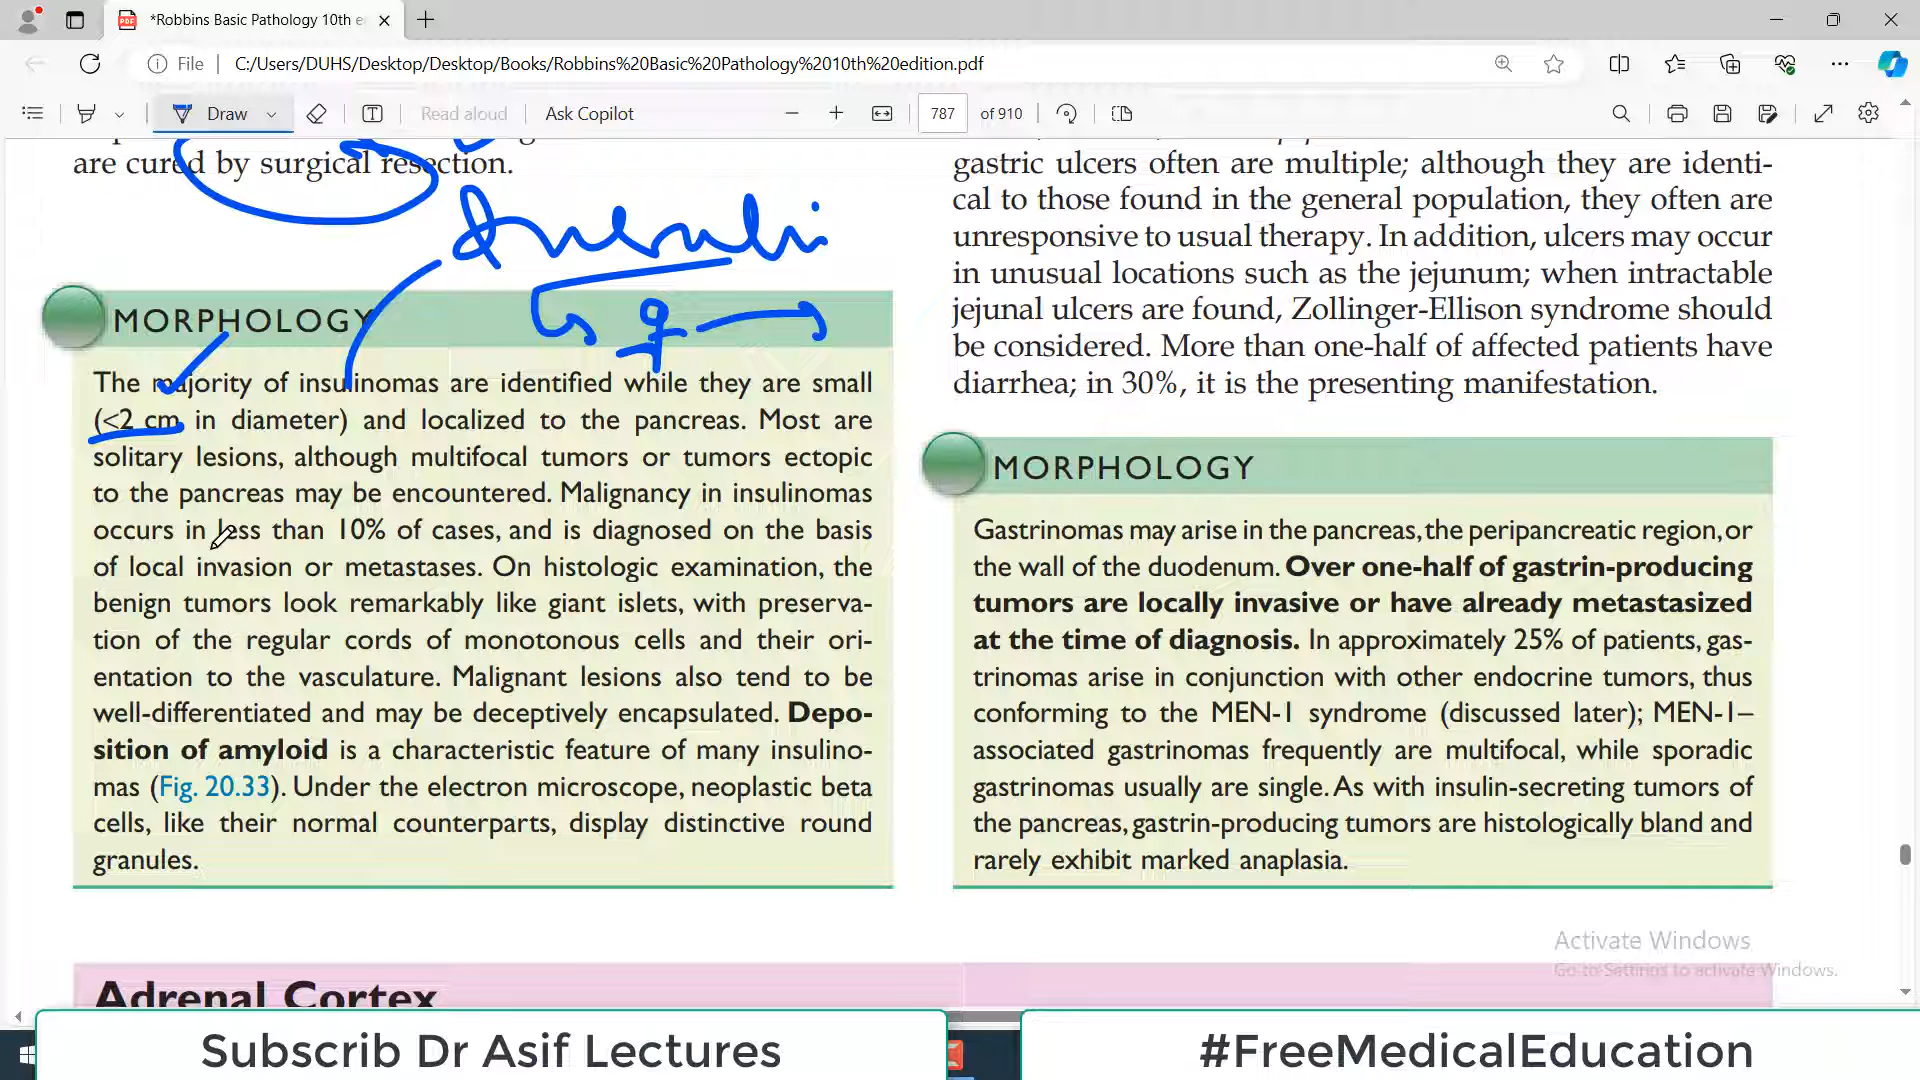 *Robbins Basic Pathology 10th e
File
C:/Users/DUHS/Desktop/Desktop/Books/Robbins%20Basic%20Pathology%2010th%20edition.pdf
Draw
Read aloud
Ask Copilot
787
of 910
are cured by surgical resection.
MORPHOLOGY
The majority of insulinomas are identified while they are small
(<2 cm in diameter) and localized to the pancreas. Most are
solitary lesions, although multifocal tumors or tumors ectopic
to the pancreas may be encountered. Malignancy in insulinomas
occurs in less than 10% of cases, and is diagnosed on the basis
of local invasion or metastases. On histologic examination, the
benign tumors look remarkably like giant islets, with preserva-
tion of the regular cords of monotonous cells and their ori-
entation to the vasculature. Malignant lesions also tend to be
well-differentiated and may be deceptively encapsulated. Depo-
sition of amyloid is a characteristic feature of many insulino-
mas (Fig. 20.33). Under the electron microscope, neoplastic beta
cells, like their normal counterparts, display distinctive round
granules.
gastric ulcers often are multiple; although they are identi-
cal to those found in the general population, they often are
unresponsive to usual therapy. In addition, ulcers may occur
in unusual locations such as the jejunum; when intractable
jejunal ulcers are found, Zollinger-Ellison syndrome should
be considered. More than one-half of affected patients have
diarrhea; in 30%, it is the presenting manifestation.
MORPHOLOGY
Gastrinomas may arise in the pancreas, the peripancreatic region, or
the wall of the duodenum. Over one-half of gastrin-producing
tumors are locally invasive or have already metastasized
at the time of diagnosis. In approximately 25% of patients, gas-
trinomas arise in conjunction with other endocrine tumors, thus
conforming to the MEN-1 syndrome (discussed later); MEN-1–
associated gastrinomas frequently are multifocal, while sporadic
gastrinomas usually are single. As with insulin-secreting tumors of
the pancreas, gastrin-producing tumors are histologically bland and
rarely exhibit marked anaplasia.
Activate Windows
Go to Settings to activate Windows.
Adrenal Cortex
Subscrib Dr Asif Lectures
#FreeMedicalEducation